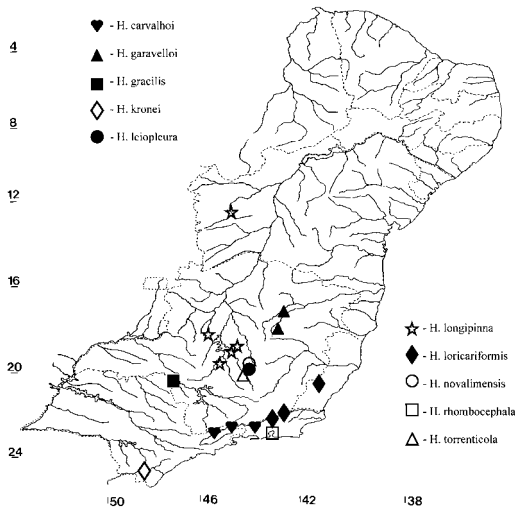 4
- H. carvalhoi
- H. garavelloi
- H. gracilis
- H. kronei
- H. leiopleura
8
12
16
20
24
- H. longipinna
- H. loricariformis
- H. novalimensis
- H. rhombocephala
- H. torrenticola
50
46
42
38